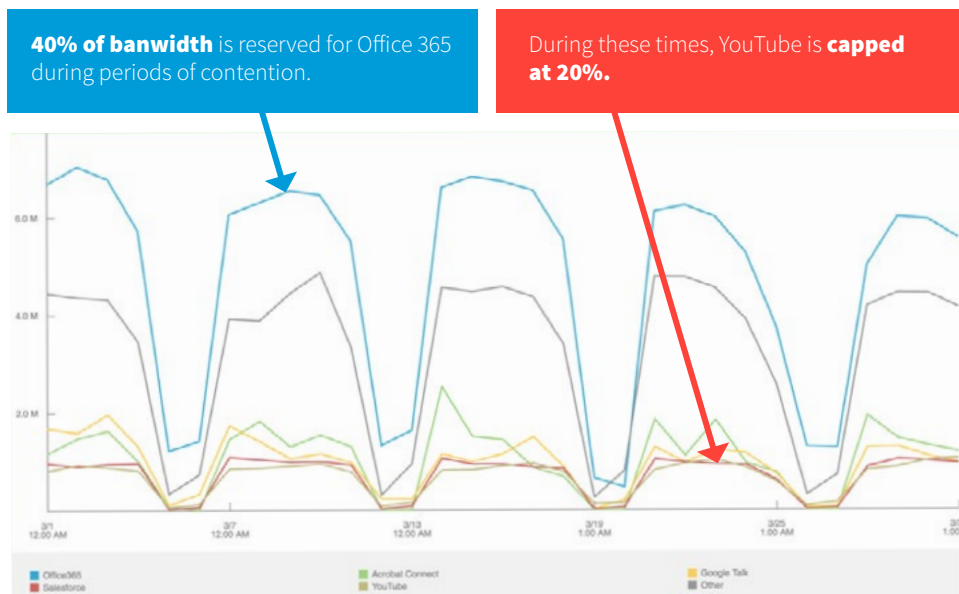 40% of banwidth is reserved for Office 365
during periods of contention.
During these times, YouTube is capped
at 20%.
6.0 M
4.0 M
2.0 M
3/1
12:00 AM
3/7
12:00 AM
3/13
12:00 AM
3/19
1:00 AM
3/25
1:00 AM
Office365
Acrobat Connect
Google Talk
Salesforce
YouTube
Other